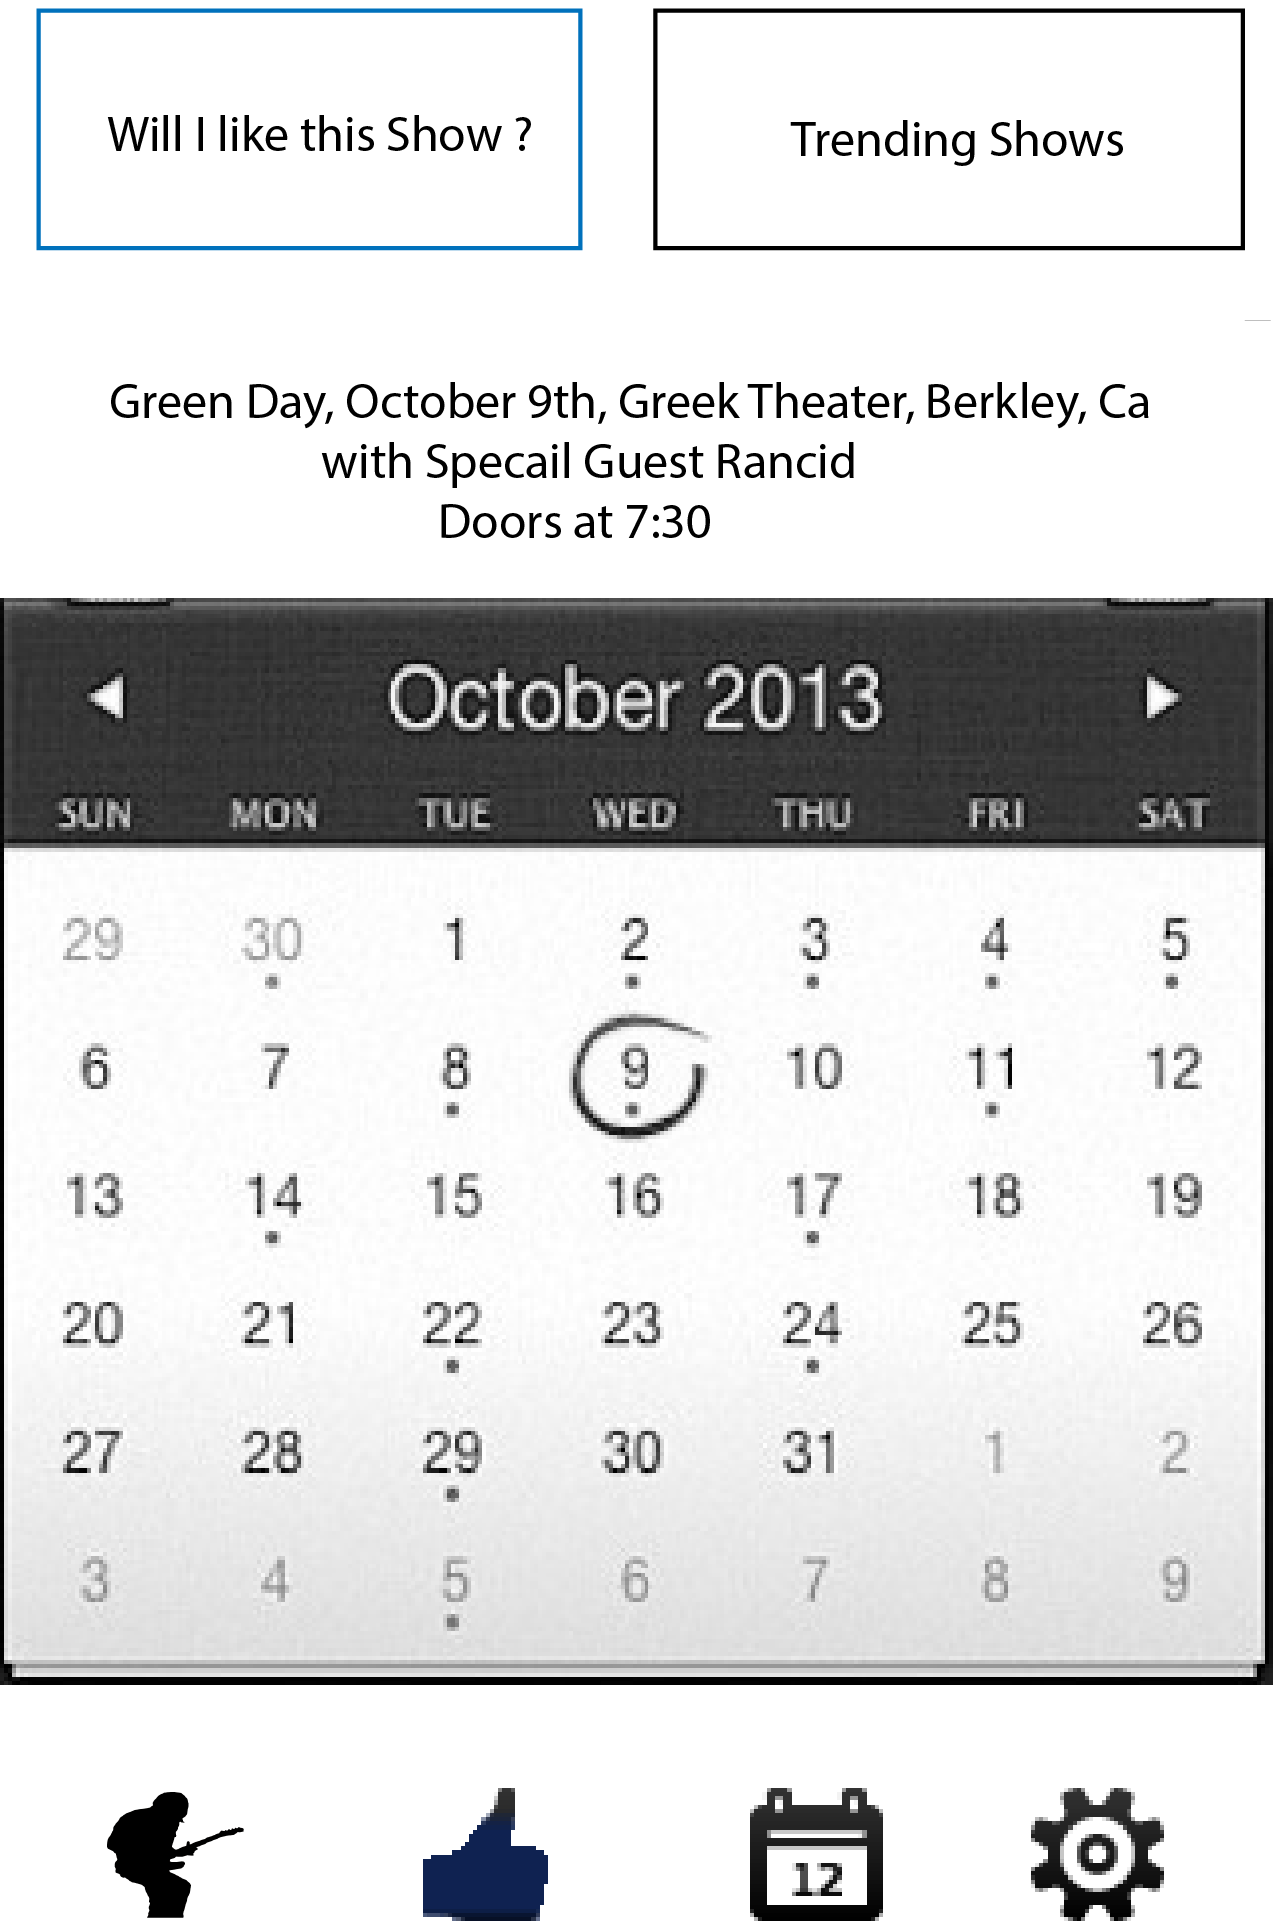 Will I like this Show ?
Trending Shows
Green Day, October 9th, Greek Theater, Berkley, Ca
with Specail Guest Rancid
Doors at 7:30
October 2013
SUN MON TUE WED THU FRI SAT
29 30 1 2 3 4 5
6 7 8 9 10 11 12
13 14 15 16 17 18 19
20 21 22 23 24 25 26
27 28 29 30 31 1 2
3 4 5 6 7 8 9
12